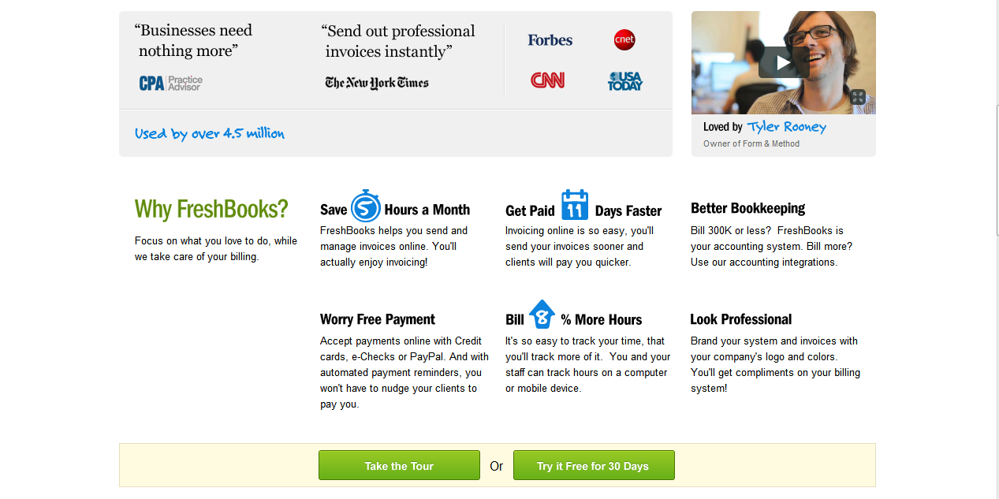 “Businesses need
nothing more”
CPA Practice
Advisor
“Send out professional
invoices instantly”
The New York Times
Forbes
cnet
CNN
USA
TODAY
Used by over 4.5 million
Loved by Tyler Rooney
Owner of Form & Method
Why FreshBooks?
Focus on what you love to do, while
we take care of your billing.
Save 5 Hours a Month
FreshBooks helps you send and
manage invoices online. You'll
actually enjoy invoicing!
Get Paid 11 Days Faster
Invoicing online is so easy, you'll
send your invoices sooner and
clients will pay you quicker.
Better Bookkeeping
Bill 300K or less?  FreshBooks is
your accounting system. Bill more?
Use our accounting integrations.
Worry Free Payment
Accept payments online with Credit
cards, e-Checks or PayPal. And with
automated payment reminders, you
won't have to nudge your clients to
pay you.
Bill 8 % More Hours
It's so easy to track your time, that
you'll track more of it.  You and your
staff can track hours on a computer
or mobile device.
Look Professional
Brand your system and invoices with
your company's logo and colors.
You'll get compliments on your billing
system!
Take the Tour
Or
Try it Free for 30 Days